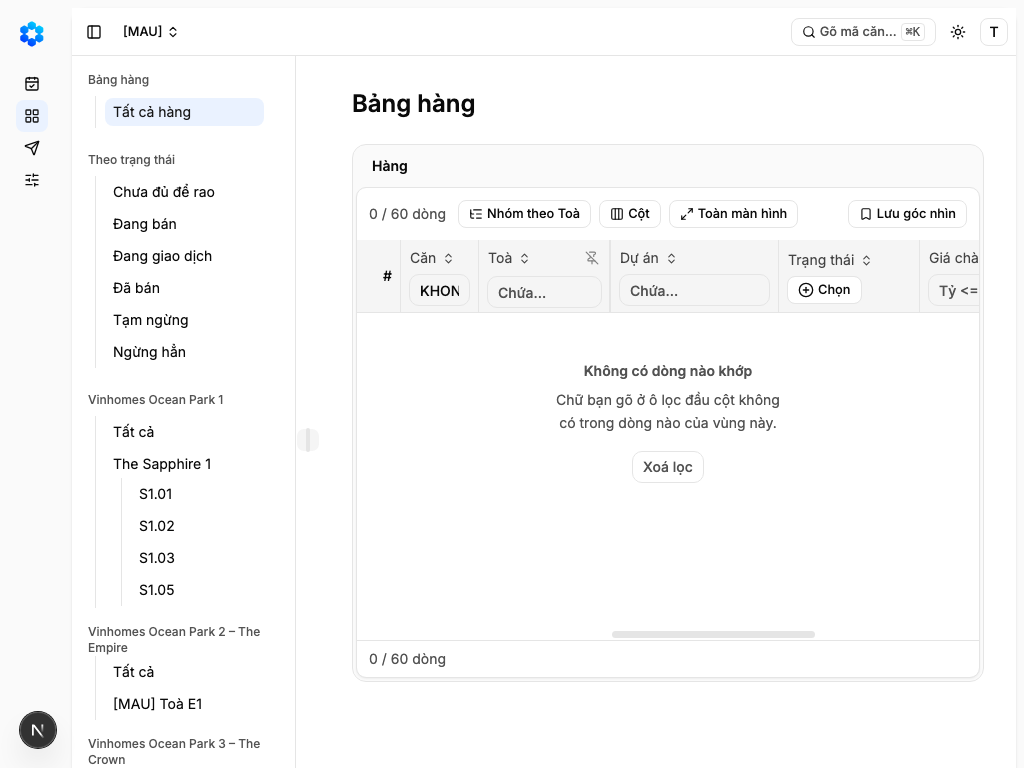 [MAU]
Gõ mã căn... ⌘K
T
Bảng hàng
Tất cả hàng
Theo trạng thái
Chưa đủ để rao
Đang bán
Đang giao dịch
Đã bán
Tạm ngừng
Ngừng hẳn
Vinhomes Ocean Park 1
Tất cả
The Sapphire 1
S1.01
S1.02
S1.03
S1.05
Vinhomes Ocean Park 2 – The
Empire
Tất cả
[MAU] Toà E1
Vinhomes Ocean Park 3 – The
Crown
N
Bảng hàng
Hàng
0 / 60 dòng
Nhóm theo Toà
Cột
Toàn màn hình
Lưu góc nhìn
#
Căn
Toà
Dự án
Trạng thái
Giá chà
KHON
Chứa...
Chứa...
Chọn
Tỷ <=
Không có dòng nào khớp
Chữ bạn gõ ở ô lọc đầu cột không
có trong dòng nào của vùng này.
Xoá lọc
0 / 60 dòng